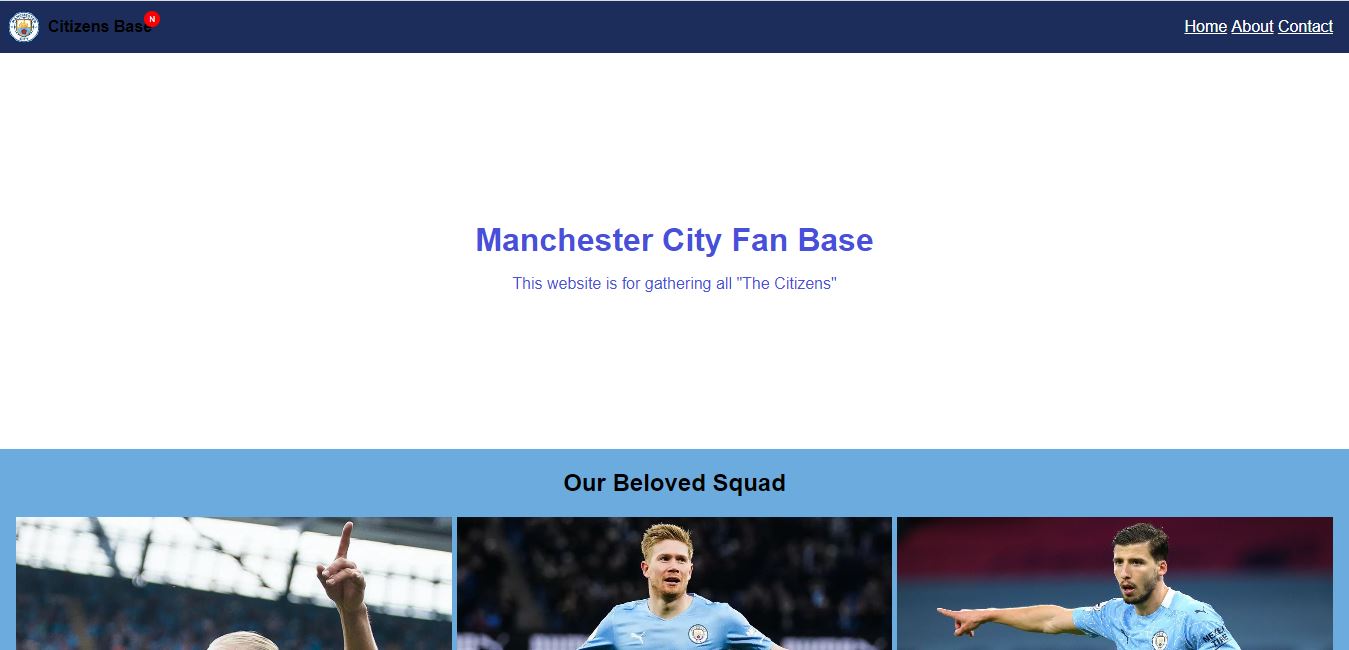 Citizens Base
N
Home About Contact
Manchester City Fan Base
This website is for gathering all "The Citizens"
Our Beloved Squad